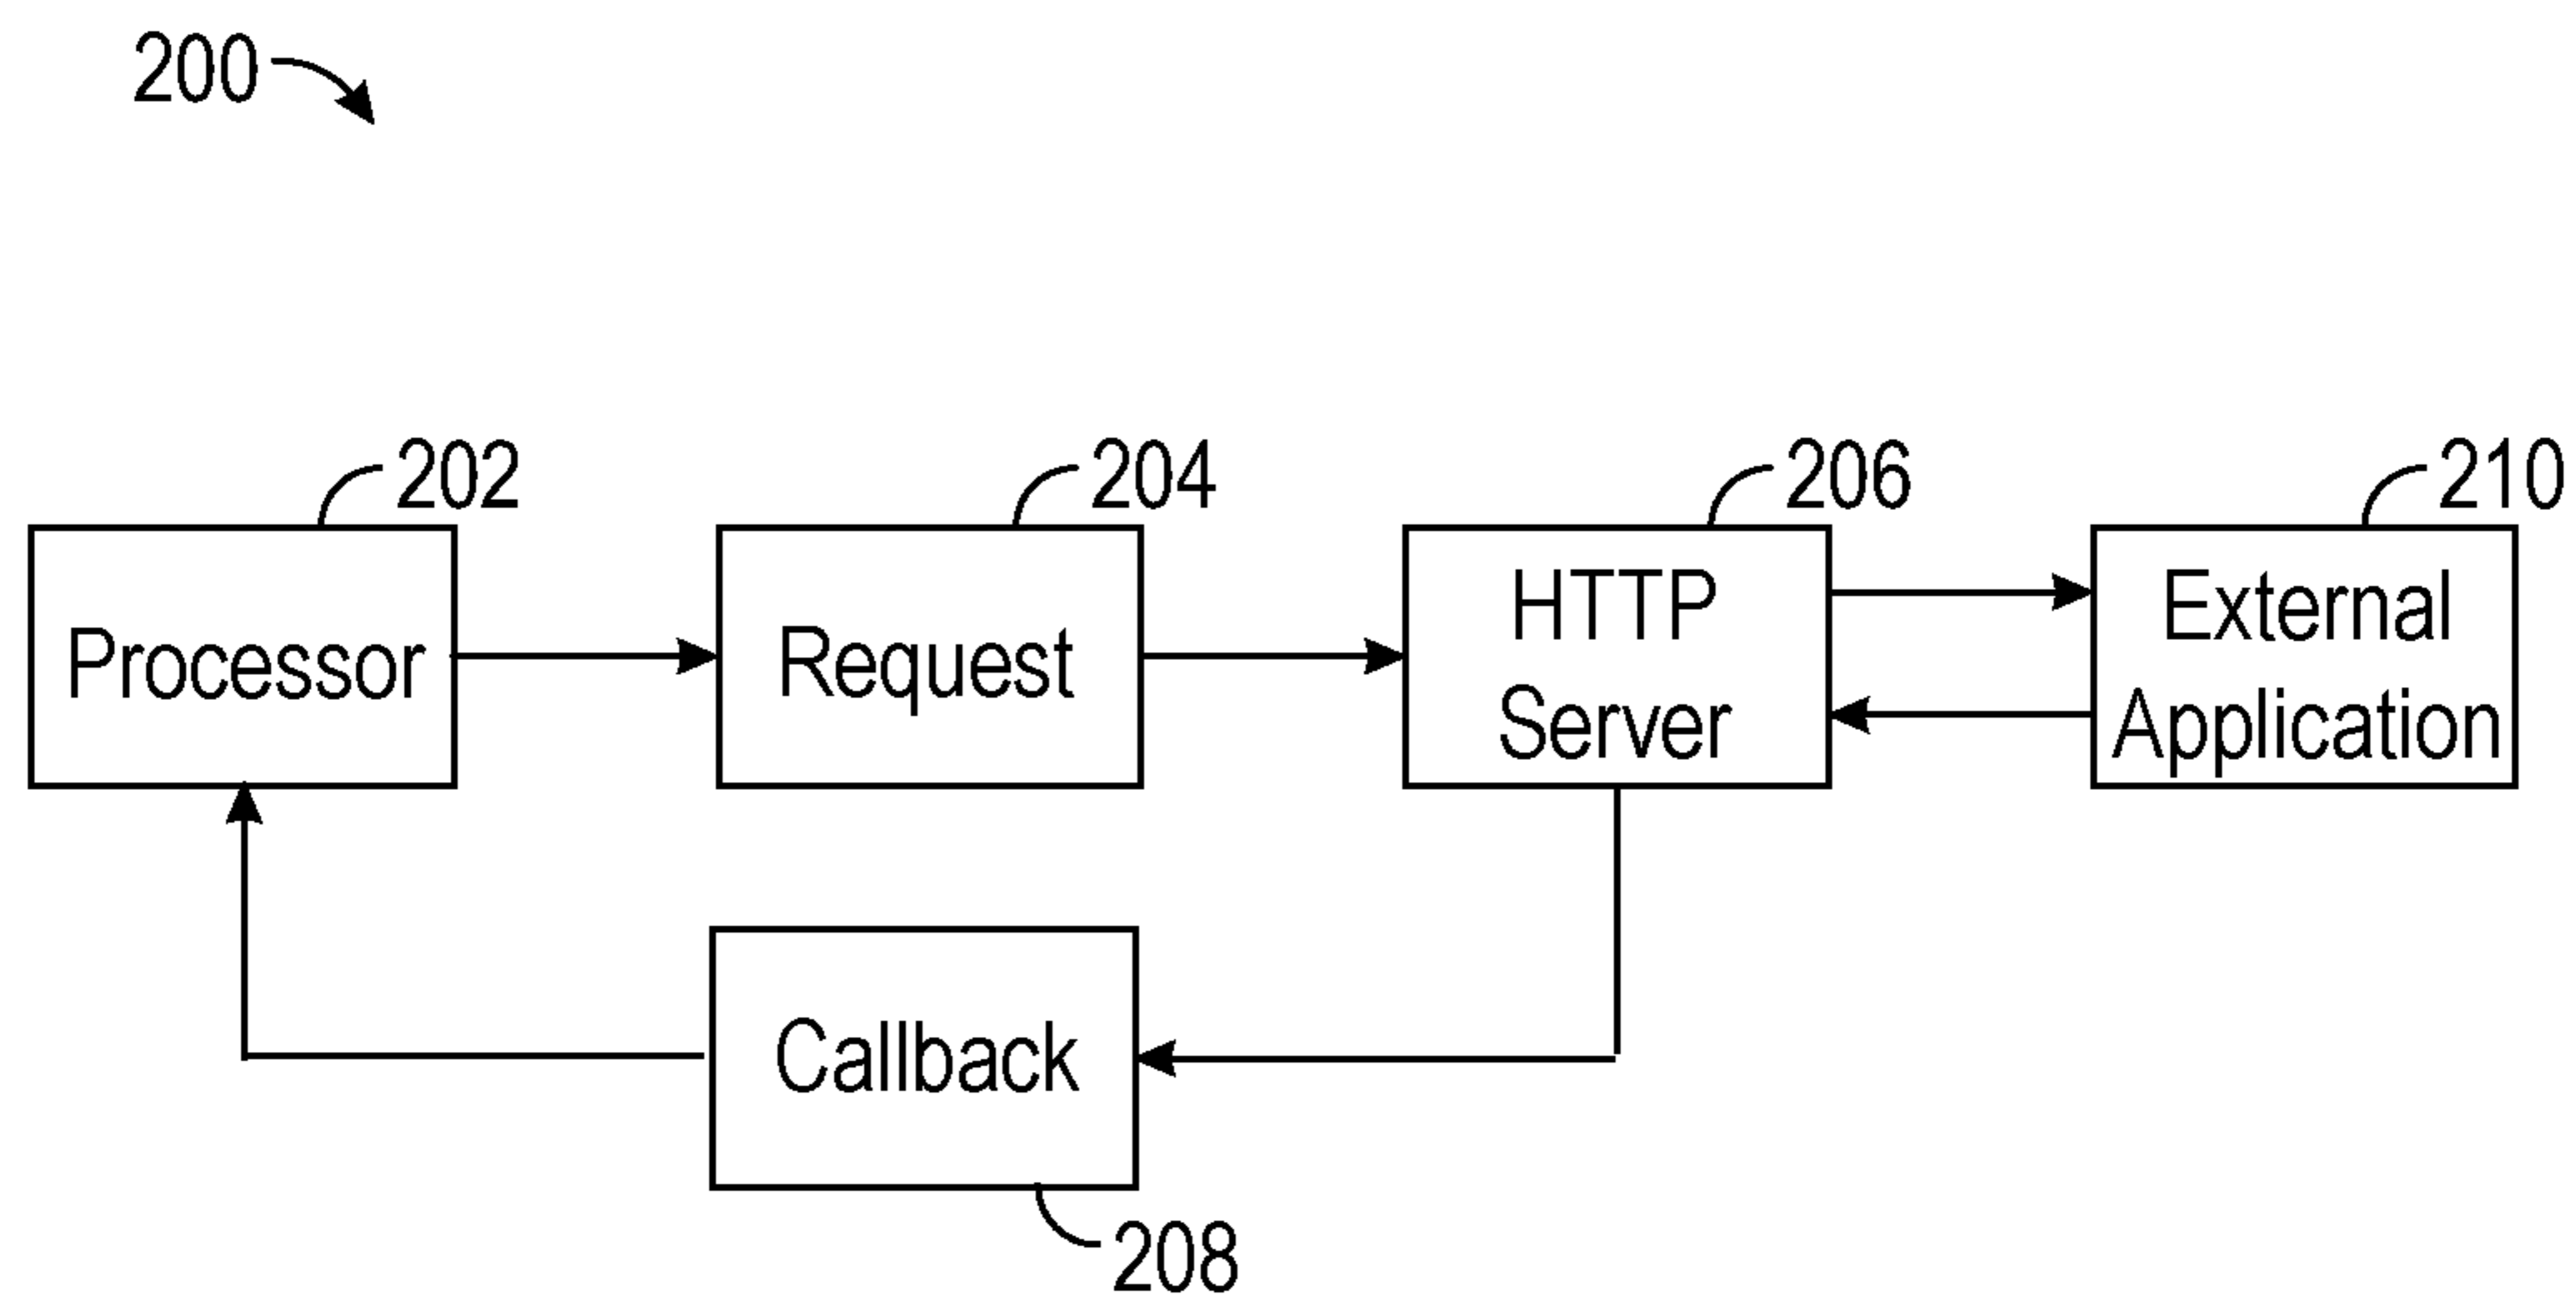 200
202
204
206
210
Processor
Request
HTTP
Server
External
Application
Callback
208